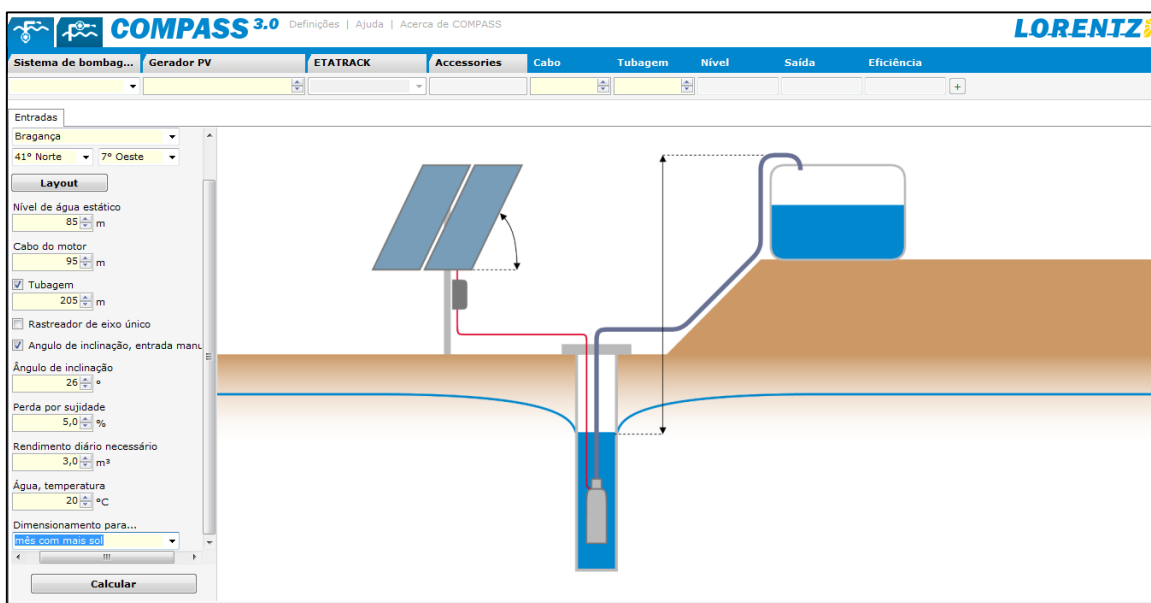 COMPASS 3.0 Definições | Ajuda | Acerca de COMPASS LORENTZ
Sistema de bombag... Gerador PV ETATRACK Accessories Cabo Tubagem Nível Saída Eficiência
+
Entradas
Bragança
41° Norte 7° Oeste
Layout
Nível de água estático
85 m
Cabo do motor
95 m
Tubagem
205 m
Rastreador de eixo único
Angulo de inclinação, entrada manu
Ângulo de inclinação
26 °
Perda por sujidade
5,0 %
Rendimento diário necessário
3,0 m³
Água, temperatura
20 °C
Dimensionamento para...
mês com mais sol
Calcular